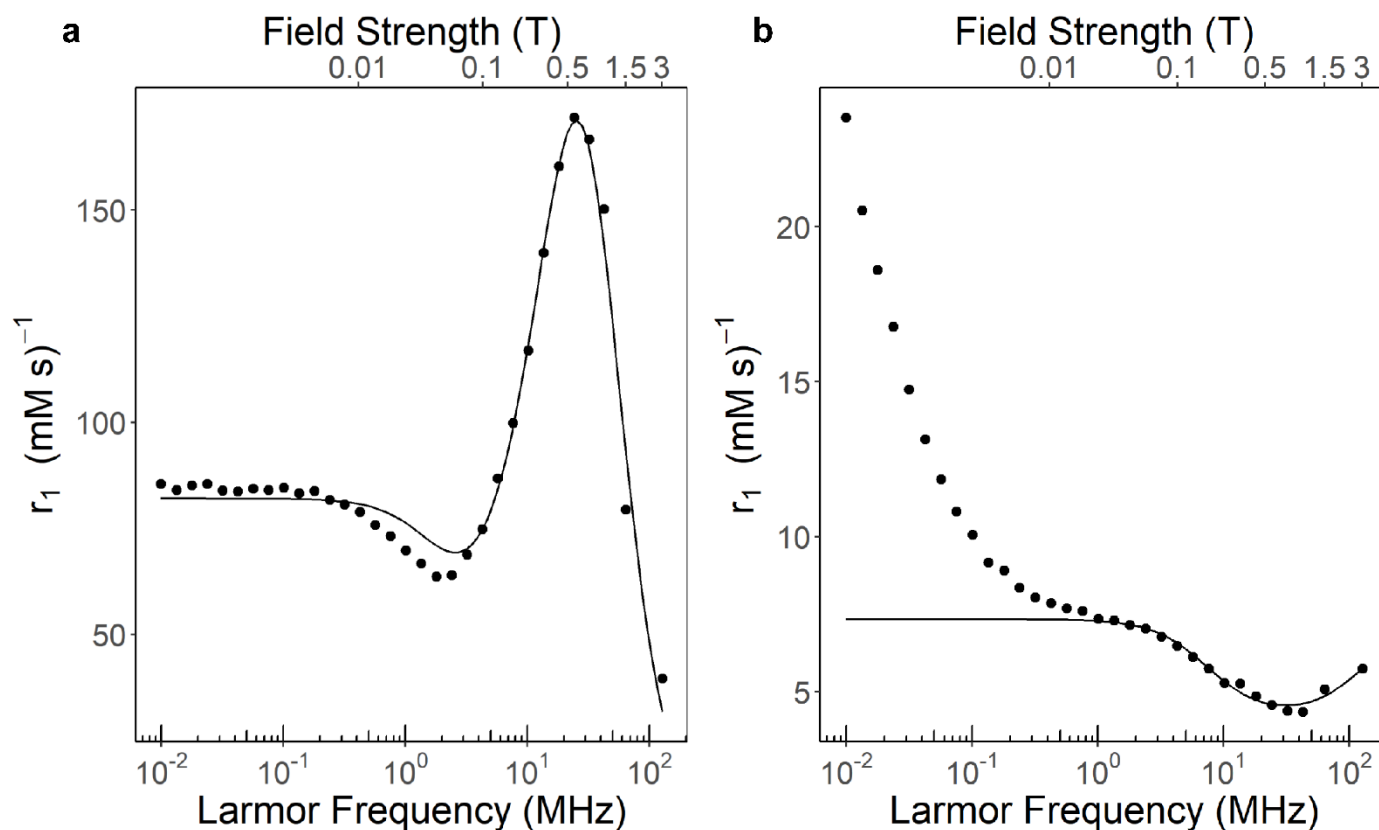 a
Field Strength (T)
0.01 0.1 0.5 1.5 3
150
100
50
r₁ (mM s)⁻¹
10⁻² 10⁻¹ 10⁰ 10¹ 10²
Larmor Frequency (MHz)
b
Field Strength (T)
0.01 0.1 0.5 1.5 3
20
15
10
5
r₁ (mM s)⁻¹
10⁻² 10⁻¹ 10⁰ 10¹ 10²
Larmor Frequency (MHz)